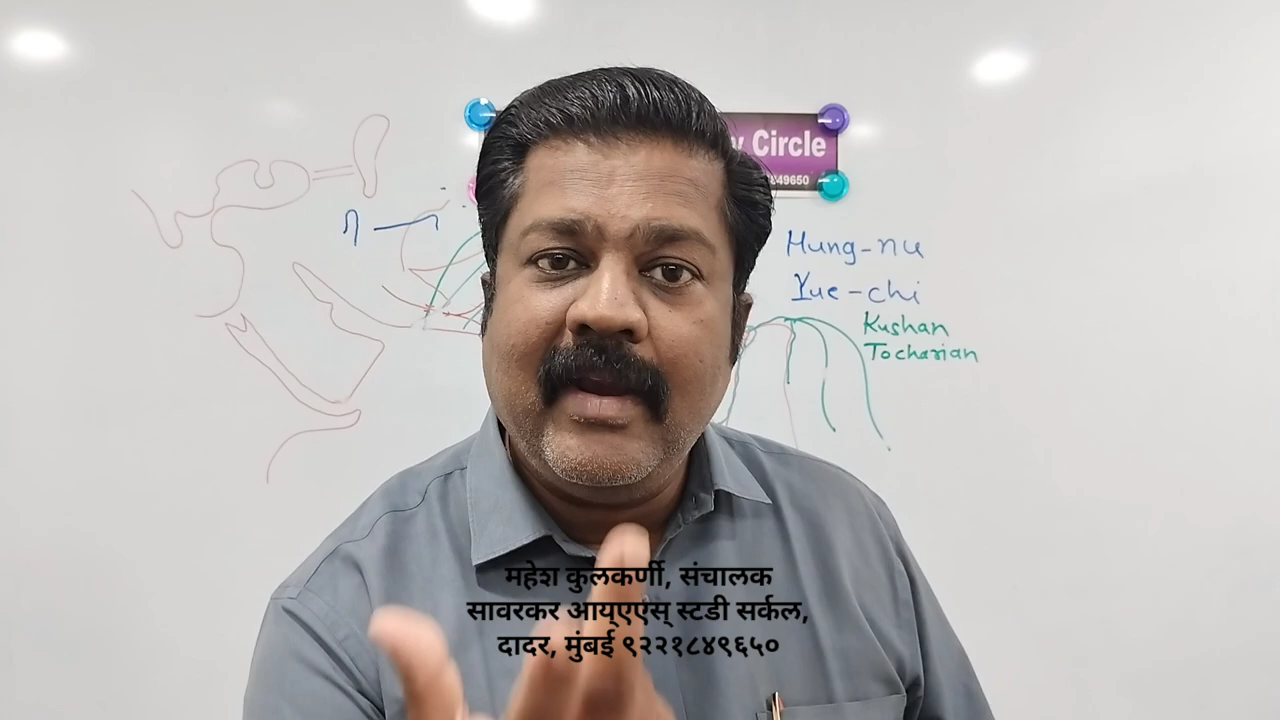 Circle
849650
Hung-nu
Yue-chi
Kushan
Tocharian
महेश कुलकर्णी, संचालक
सावरकर आय्एएस् स्टडी सर्कल,
दादर, मुंबई ९२२१८४९६५०